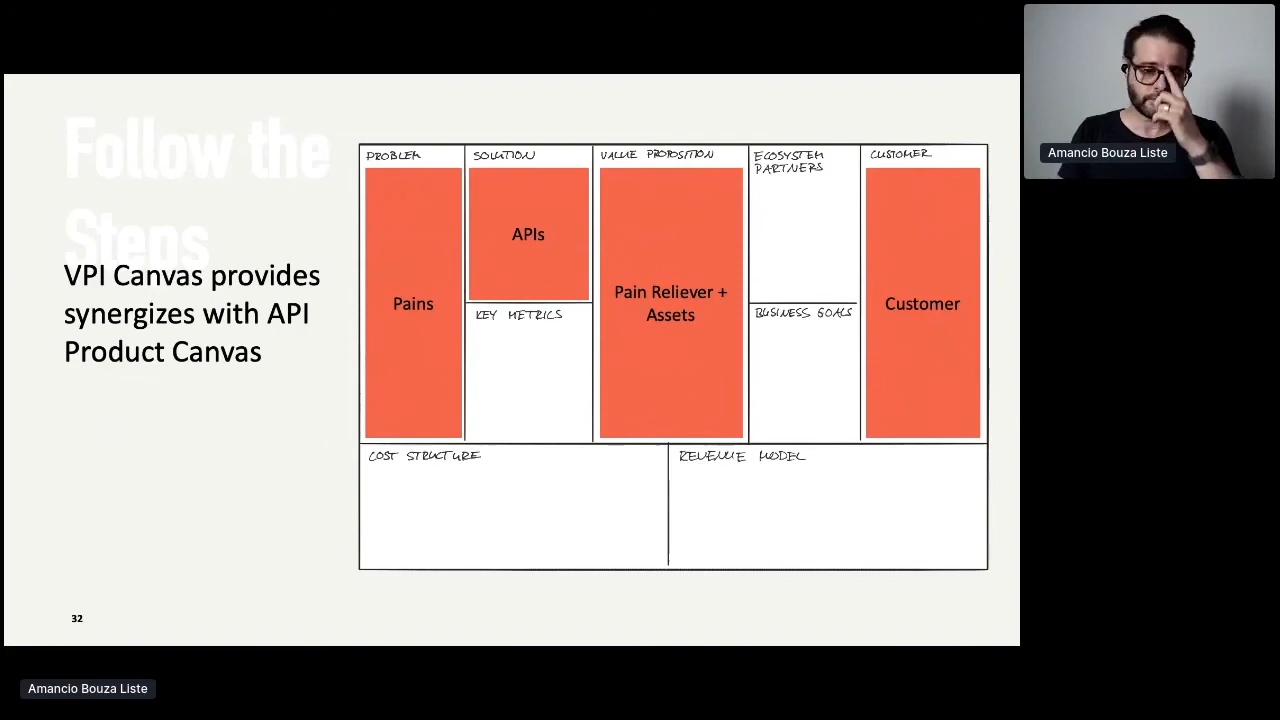 Follow the
Steps
VPI Canvas provides
synergizes with API
Product Canvas
PROBLEM
SOLUTION
VALUE PROPOSITION
ECOSYSTEM
PARTNERS
CUSTOMER
Pains
APIs
Pain Reliever +
Assets
Customer
KEY METRICS
BUSINESS GOALS
COST STRUCTURE
REVENUE MODEL
32
Amancio Bouza Liste
Amancio Bouza Liste